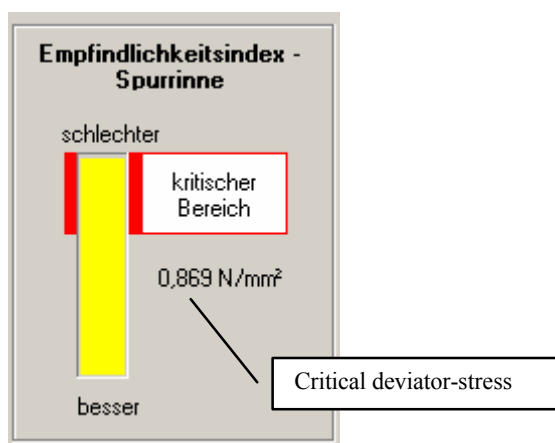 Empfindlichkeitsindex -
Spurrinne
schlechter
kritischer
Bereich
0,869 N/mm²
Critical deviator-stress
besser